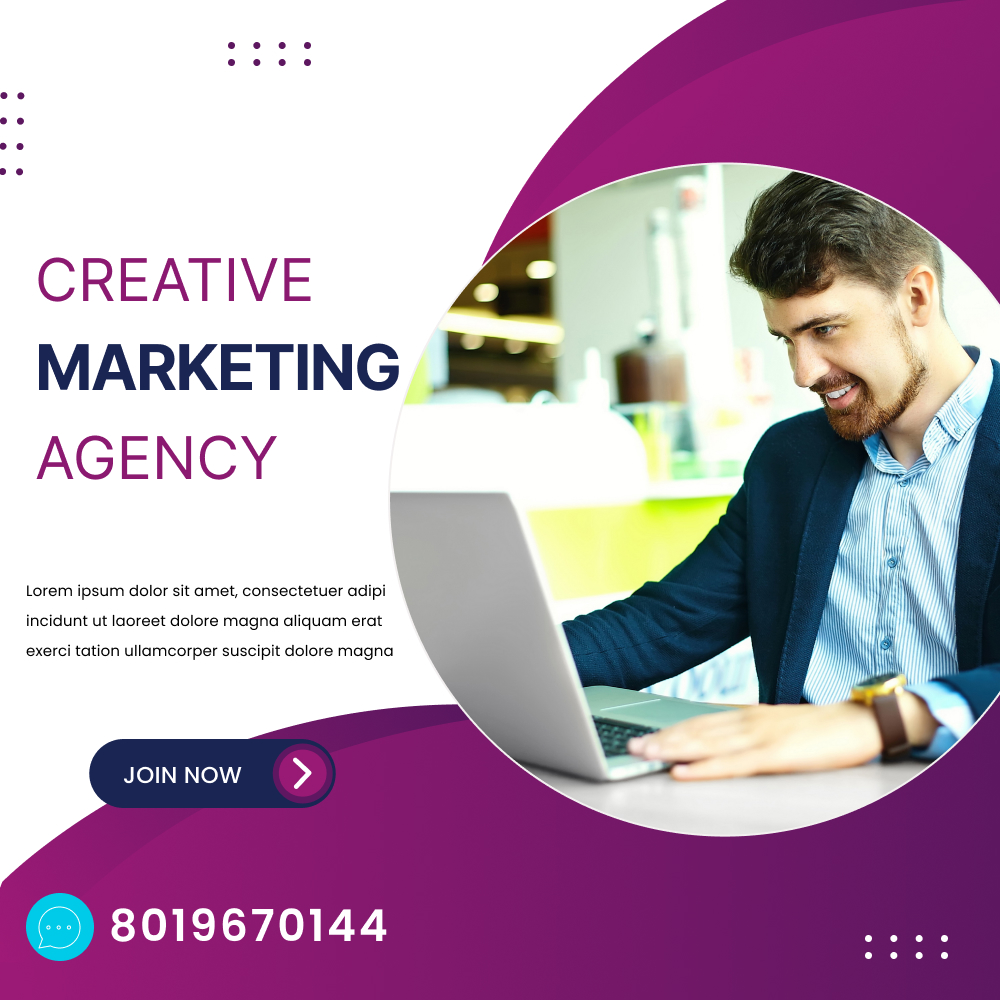 CREATIVE
MARKETING
AGENCY
Lorem ipsum dolor sit amet, consectetuer adipi
incidunt ut laoreet dolore magna aliquam erat
exerci tation ullamcorper suscipit dolore magna
JOIN NOW
8019670144